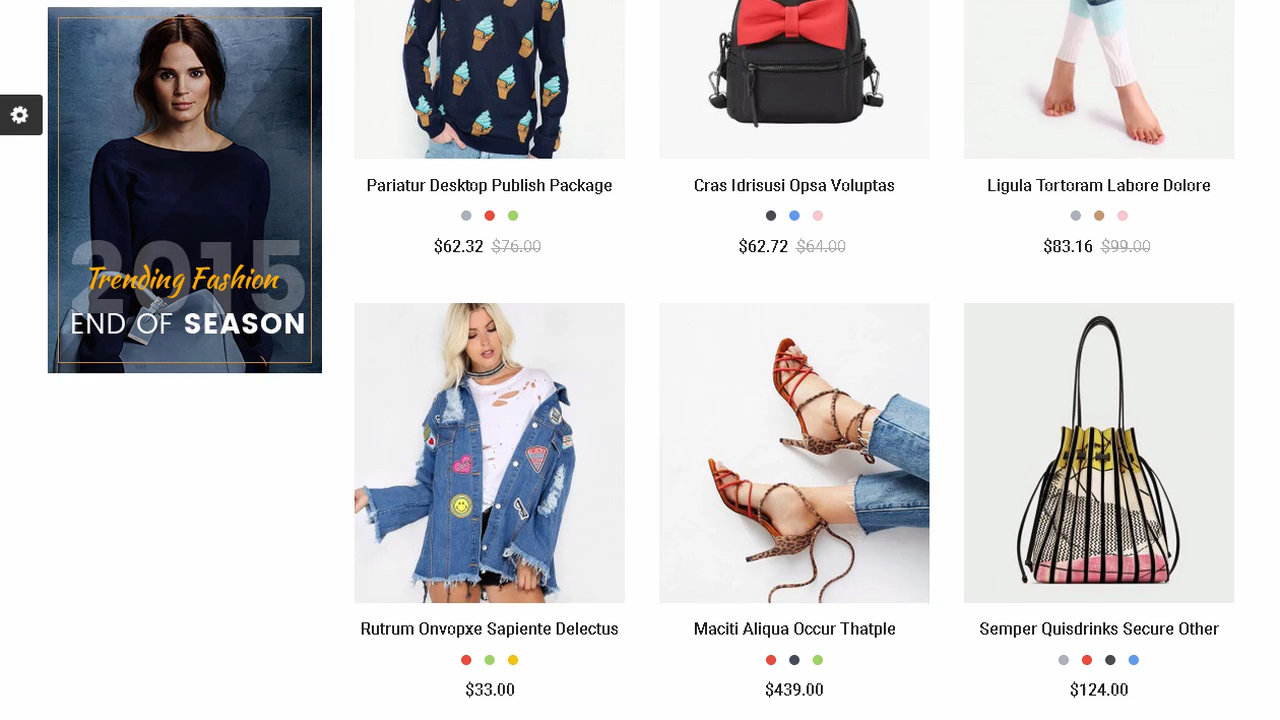 2015
Trending Fashion
END OF SEASON
Pariatur Desktop Publish Package
$62.32 $76.00
Cras Idrisusi Opsa Voluptas
$62.72 $64.00
Ligula Tortoram Labore Dolore
$83.16 $99.00
Rutrum Onvopxe Sapiente Delectus
$33.00
Maciti Aliqua Occur Thatple
$439.00
Semper Quisdrinks Secure Other
$124.00